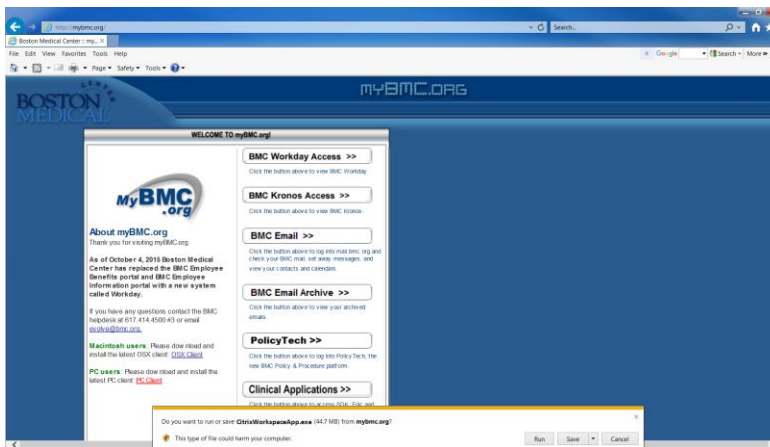 http://mybmc.org/
Search...
Boston Medical Center :: my... X
File Edit View Favorites Tools Help
x Google Search More »
Page Safety Tools
BOSTON
CENTER
MEDICAL
myBMC.ORG
WELCOME TO myBMC.org!
MyBMC
.org
About myBMC.org
Thank you for visiting myBMC.org
As of October 4, 2016 Boston Medical
Center has replaced the BMC Employee
Benefits portal and BMC Employee
Information portal with a new system
called Workday.
If you have any questions contact the BMC
helpdesk at 617.414.4500 #3 or email
evolve@bmc.org.
Macintosh users: Please download and
install the latest OSX client: OSX Client
PC users: Please download and install the
latest PC client: PC Client
BMC Workday Access >>
Click the button above to view BMC Workday.
BMC Kronos Access >>
Click the button above to view BMC Kronos.
BMC Email >>
Click the button above to log into mail.bmc.org and
check your BMC mail, set away messages, and
view your contacts and calendars.
BMC Email Archive >>
Click the button above to view your archived
emails.
PolicyTech >>
Click the button above to log into PolicyTech, the
new BMC Policy & Procedure platform.
Clinical Applications >>
Click the button above to access
Do you want to run or save CitrixWorkspaceApp.exe (44.7 MB) from mybmc.org?
This type of file could harm your computer.
Run Save Cancel